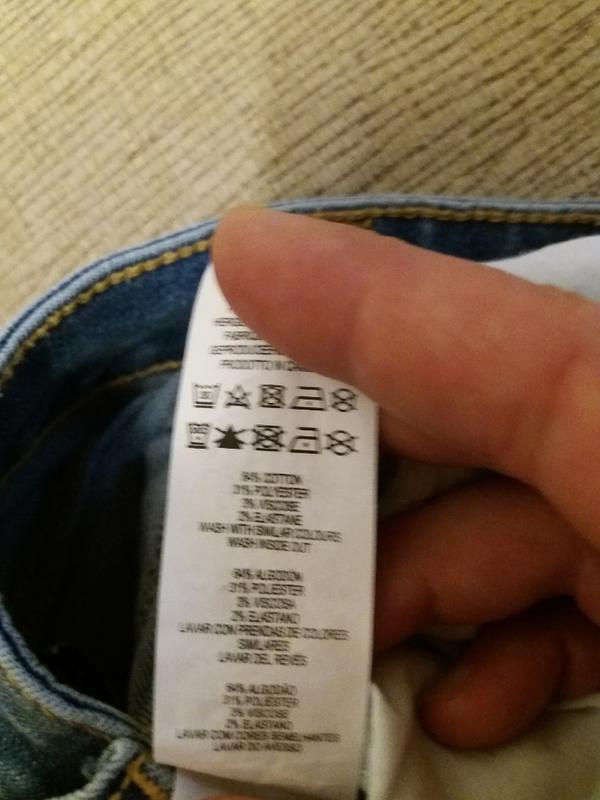 64% COTTON
31% POLYESTER
3% VISCOSE
2% ELASTANE
WASH WITH SIMILAR COLOURS
WASH INSIDE OUT
64% ALGODÓN
31% POLIESTER
3% VISCOSA
2% ELASTANO
LAVAR CON PRENDAS DE COLORES
SIMILARES
LAVAR DEL REVÉS
64% ALGODÃO
31% POLIESTER
3% VISCOSE
2% ELASTANO
LAVAR COM CORES SEMELHANTES
LAVAR DO AVESSO